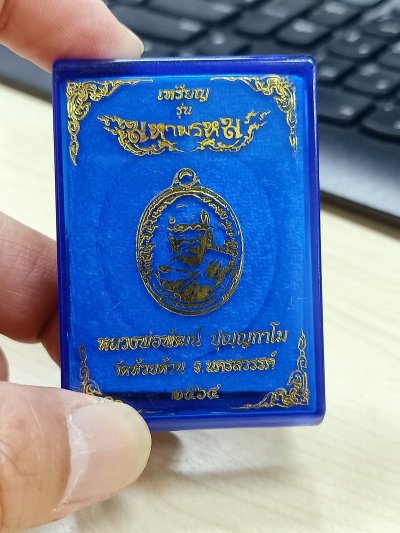 เหรียญ
รุ่น
มหาพรหม
หลวงพ่อพัฒน์ ปุญฺญกาโม
วัดห้วยด้วน จ.นครสวรรค์
๒๕๖๔